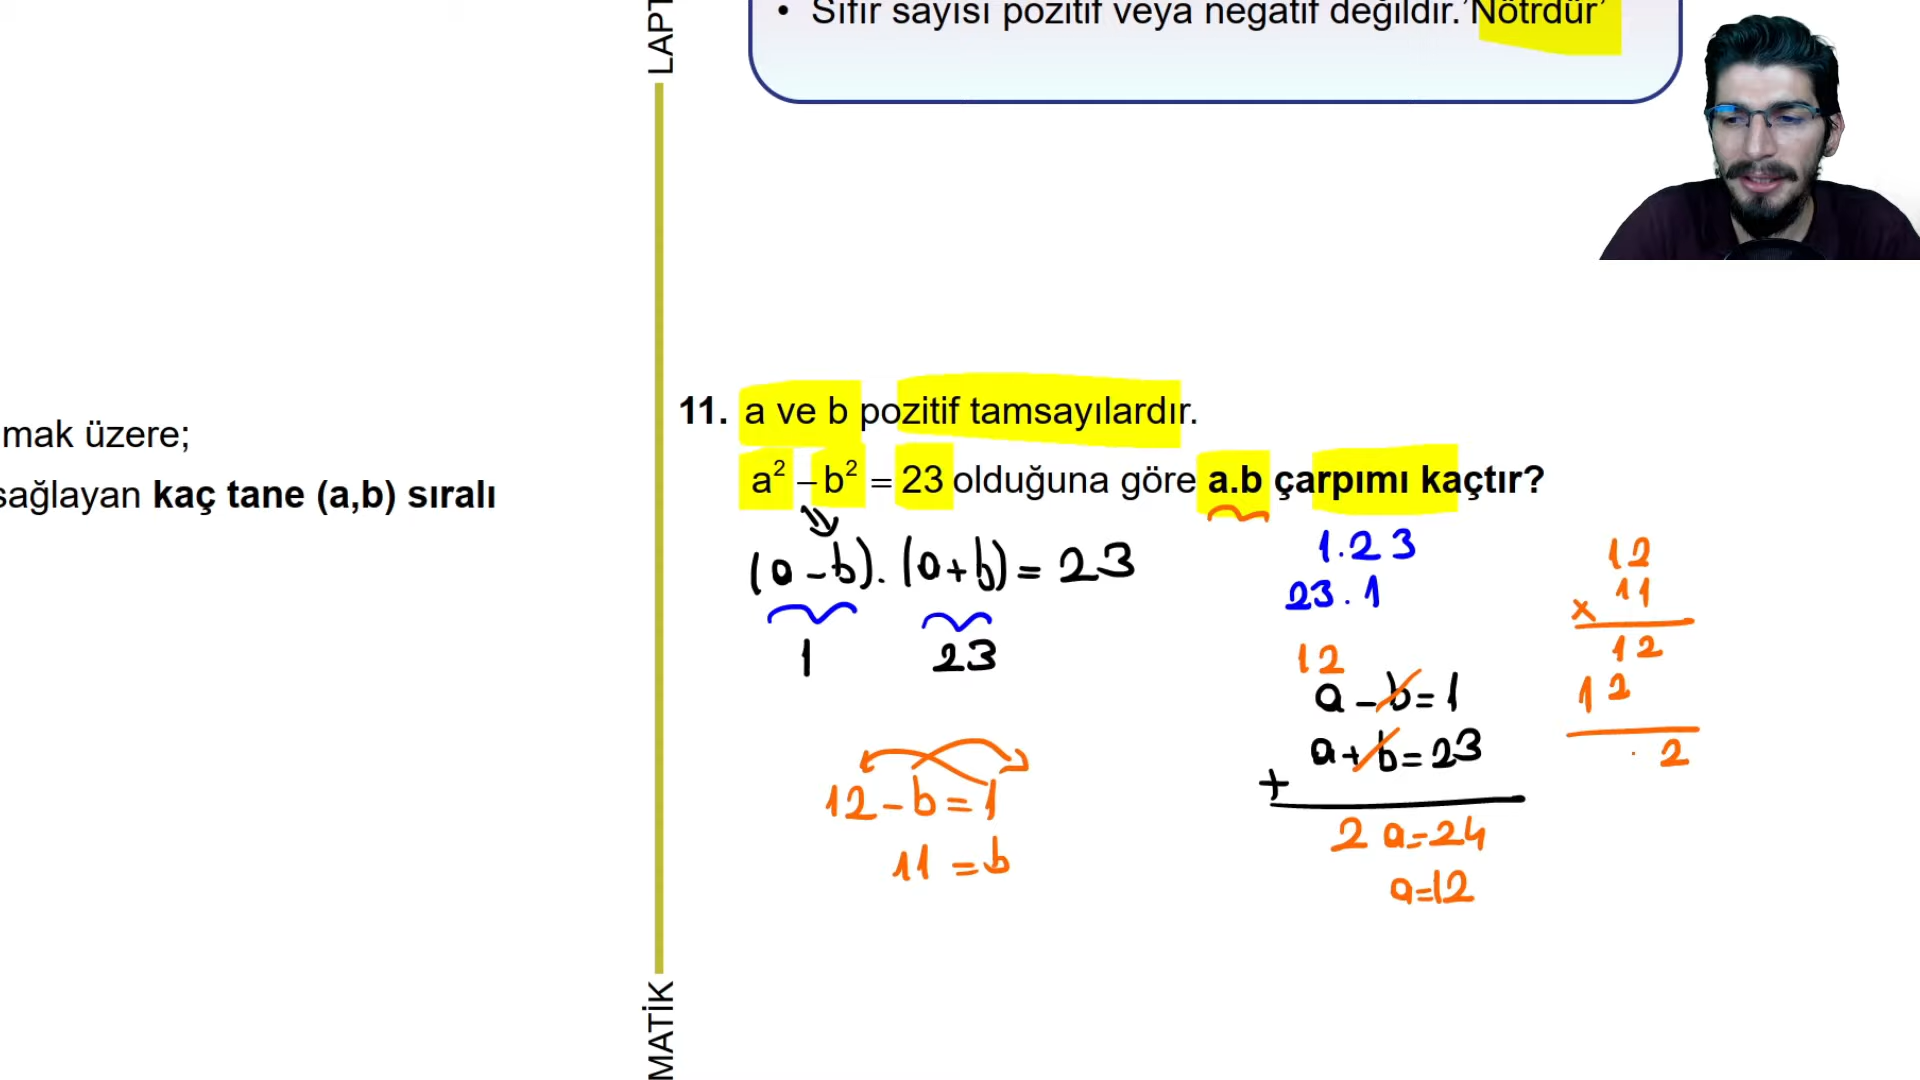 LAPT
• Sıfır sayısı pozitif veya negatif değildir.'Nötrdür'
mak üzere;
sağlayan kaç tane (a,b) sıralı
11. a ve b pozitif tamsayılardır.
a² – b² = 23 olduğuna göre a.b çarpımı kaçtır?
(a-b).(a+b)=23
1 23
12-b=1
11=b
1.23
23.1
12
a-b=1
a+b=23
+
2a=24
a=12
12
x 11
12
12
2
MATİK